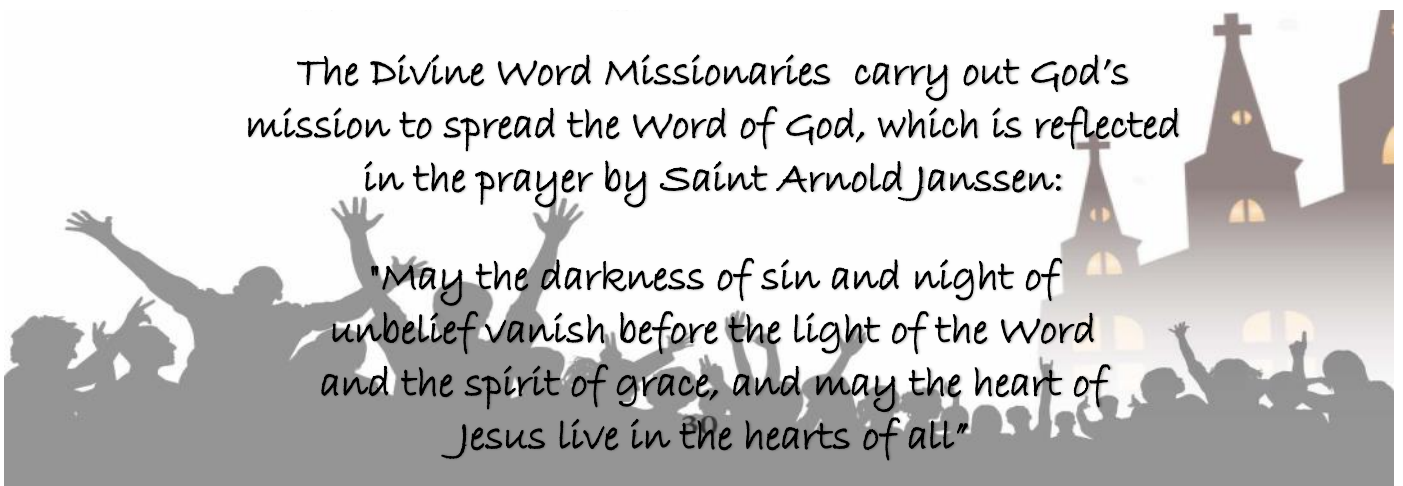 The Divine Word Missionaries carry out God's
mission to spread the Word of God, which is reflected
in the prayer by Saint Arnold Janssen:
"May the darkness of sin and night of
unbelief vanish before the light of the Word
and the spirit of grace, and may the heart of
Jesus live in the hearts of all”
30